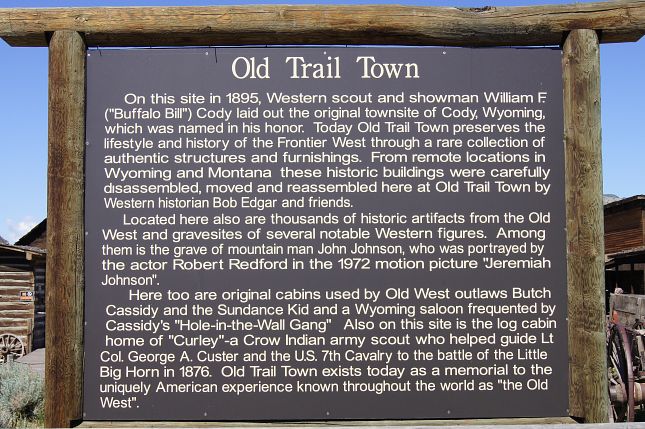 Old Trail Town
On this site in 1895, Western scout and showman William F.
("Buffalo Bill") Cody laid out the original townsite of Cody, Wyoming,
which was named in his honor. Today Old Trail Town preserves the
lifestyle and history of the Frontier West through a rare collection of
authentic structures and furnishings. From remote locations in
Wyoming and Montana these historic buildings were carefully
disassembled, moved and reassembled here at Old Trail Town by
Western historian Bob Edgar and friends.
Located here also are thousands of historic artifacts from the Old
West and gravesites of several notable Western figures. Among
them is the grave of mountain man John Johnson, who was portrayed by
the actor Robert Redford in the 1972 motion picture "Jeremiah
Johnson".
Here too are original cabins used by Old West outlaws Butch
Cassidy and the Sundance Kid and a Wyoming saloon frequented by
Cassidy's "Hole-in-the-Wall Gang" Also on this site is the log cabin
home of "Curley"-a Crow Indian army scout who helped guide Lt
Col. George A. Custer and the U.S. 7th Cavalry to the battle of the Little
Big Horn in 1876. Old Trail Town exists today as a memorial to the
uniquely American experience known throughout the world as "the Old
West".